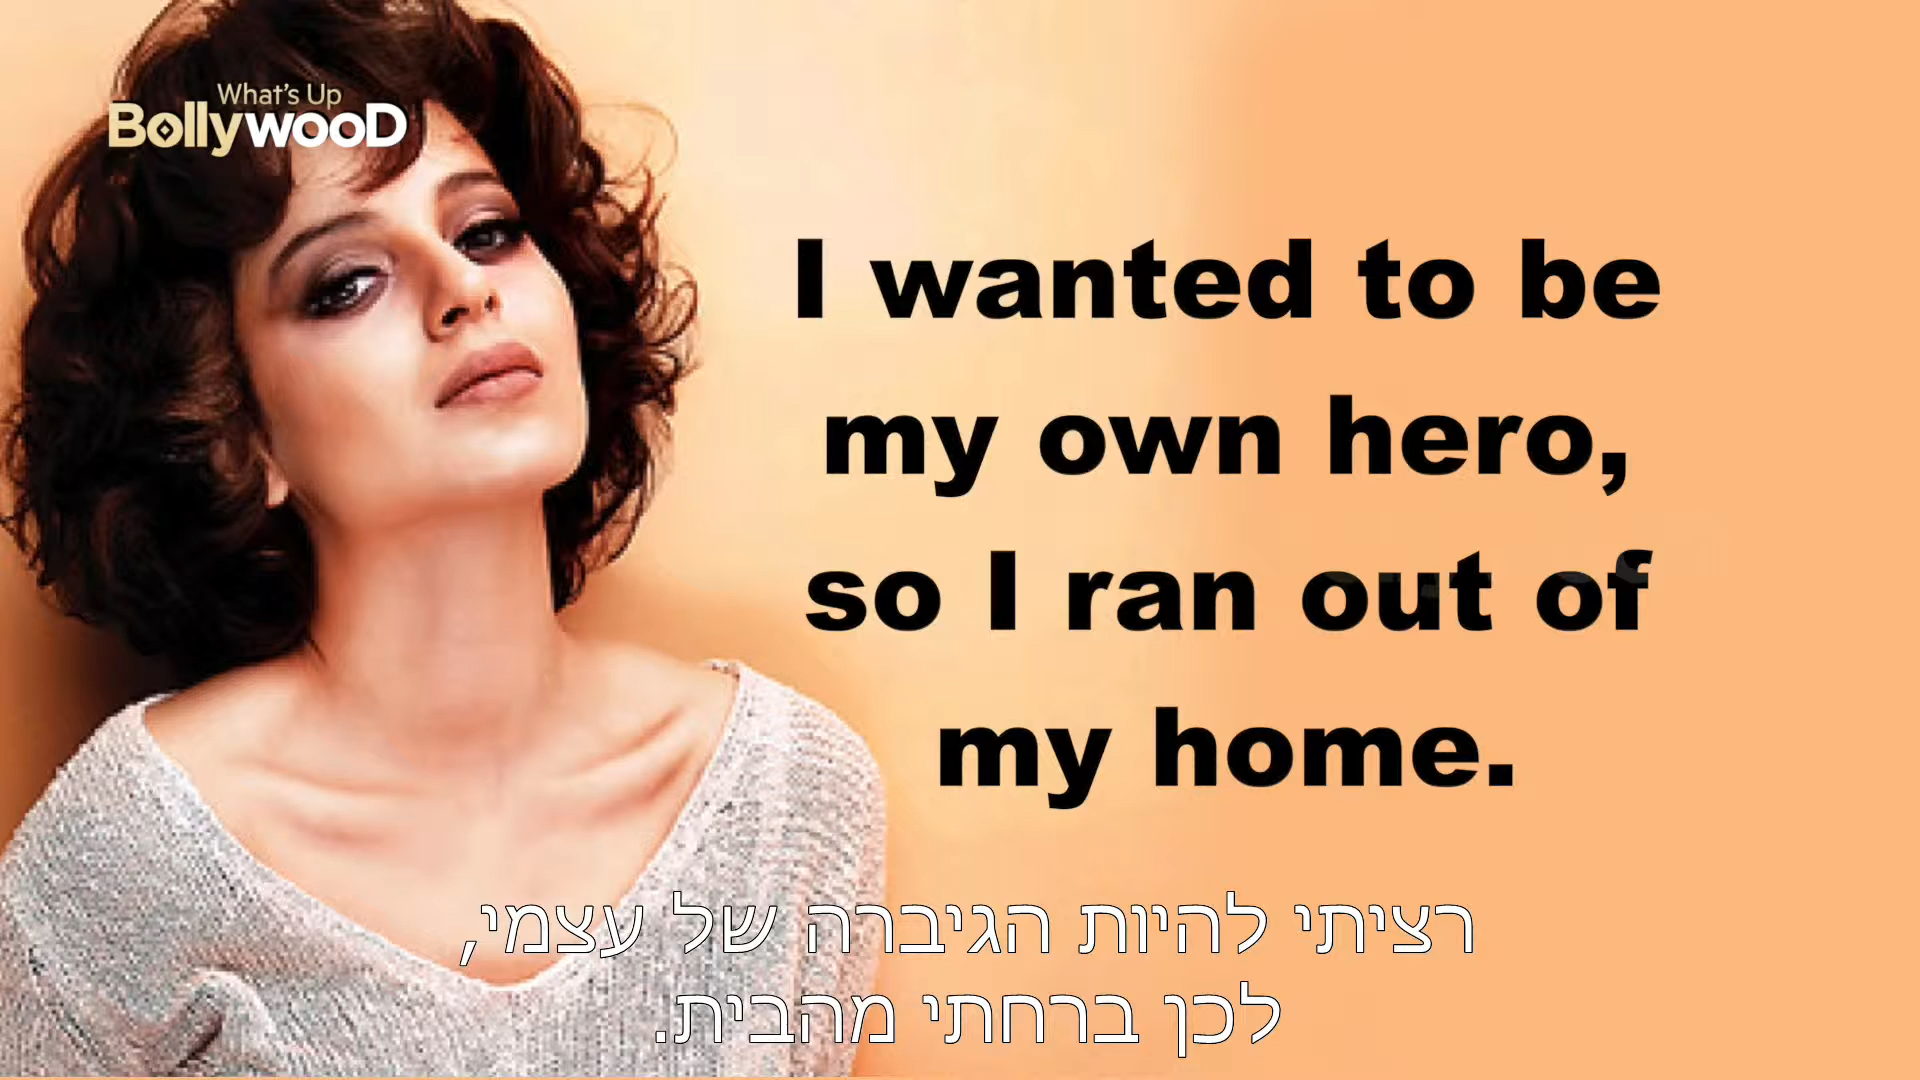 What's Up
BollywooD
I wanted to be
my own hero,
so I ran out of
my home.
רציתי להיות הגיברה של עצמי,
לכן ברחתי מהבית.